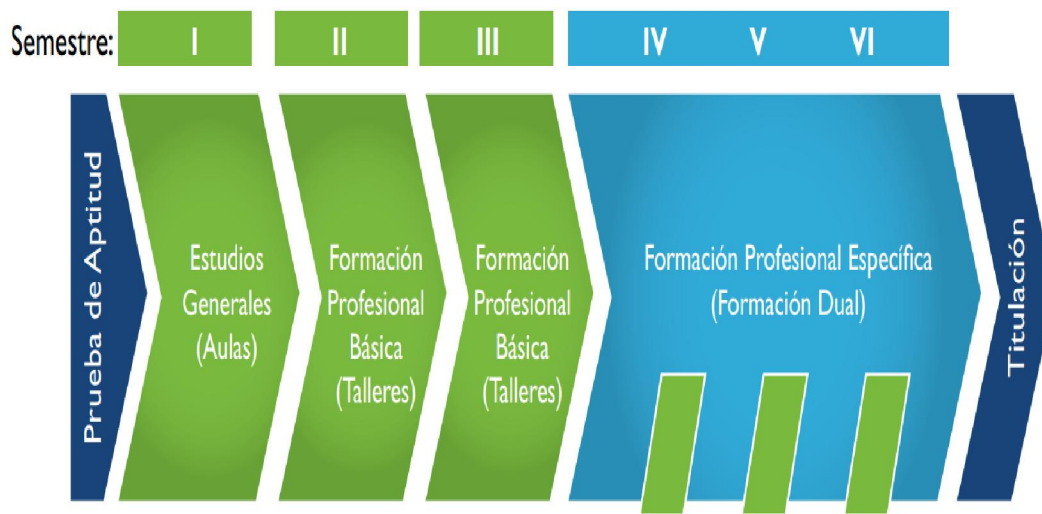 Semestre: I II III IV V VI
Prueba de Aptitud
Estudios
Generales
(Aulas)
Formación
Profesional
Básica
(Talleres)
Formación
Profesional
Básica
(Talleres)
Formación Profesional Específica
(Formación Dual)
Titulación